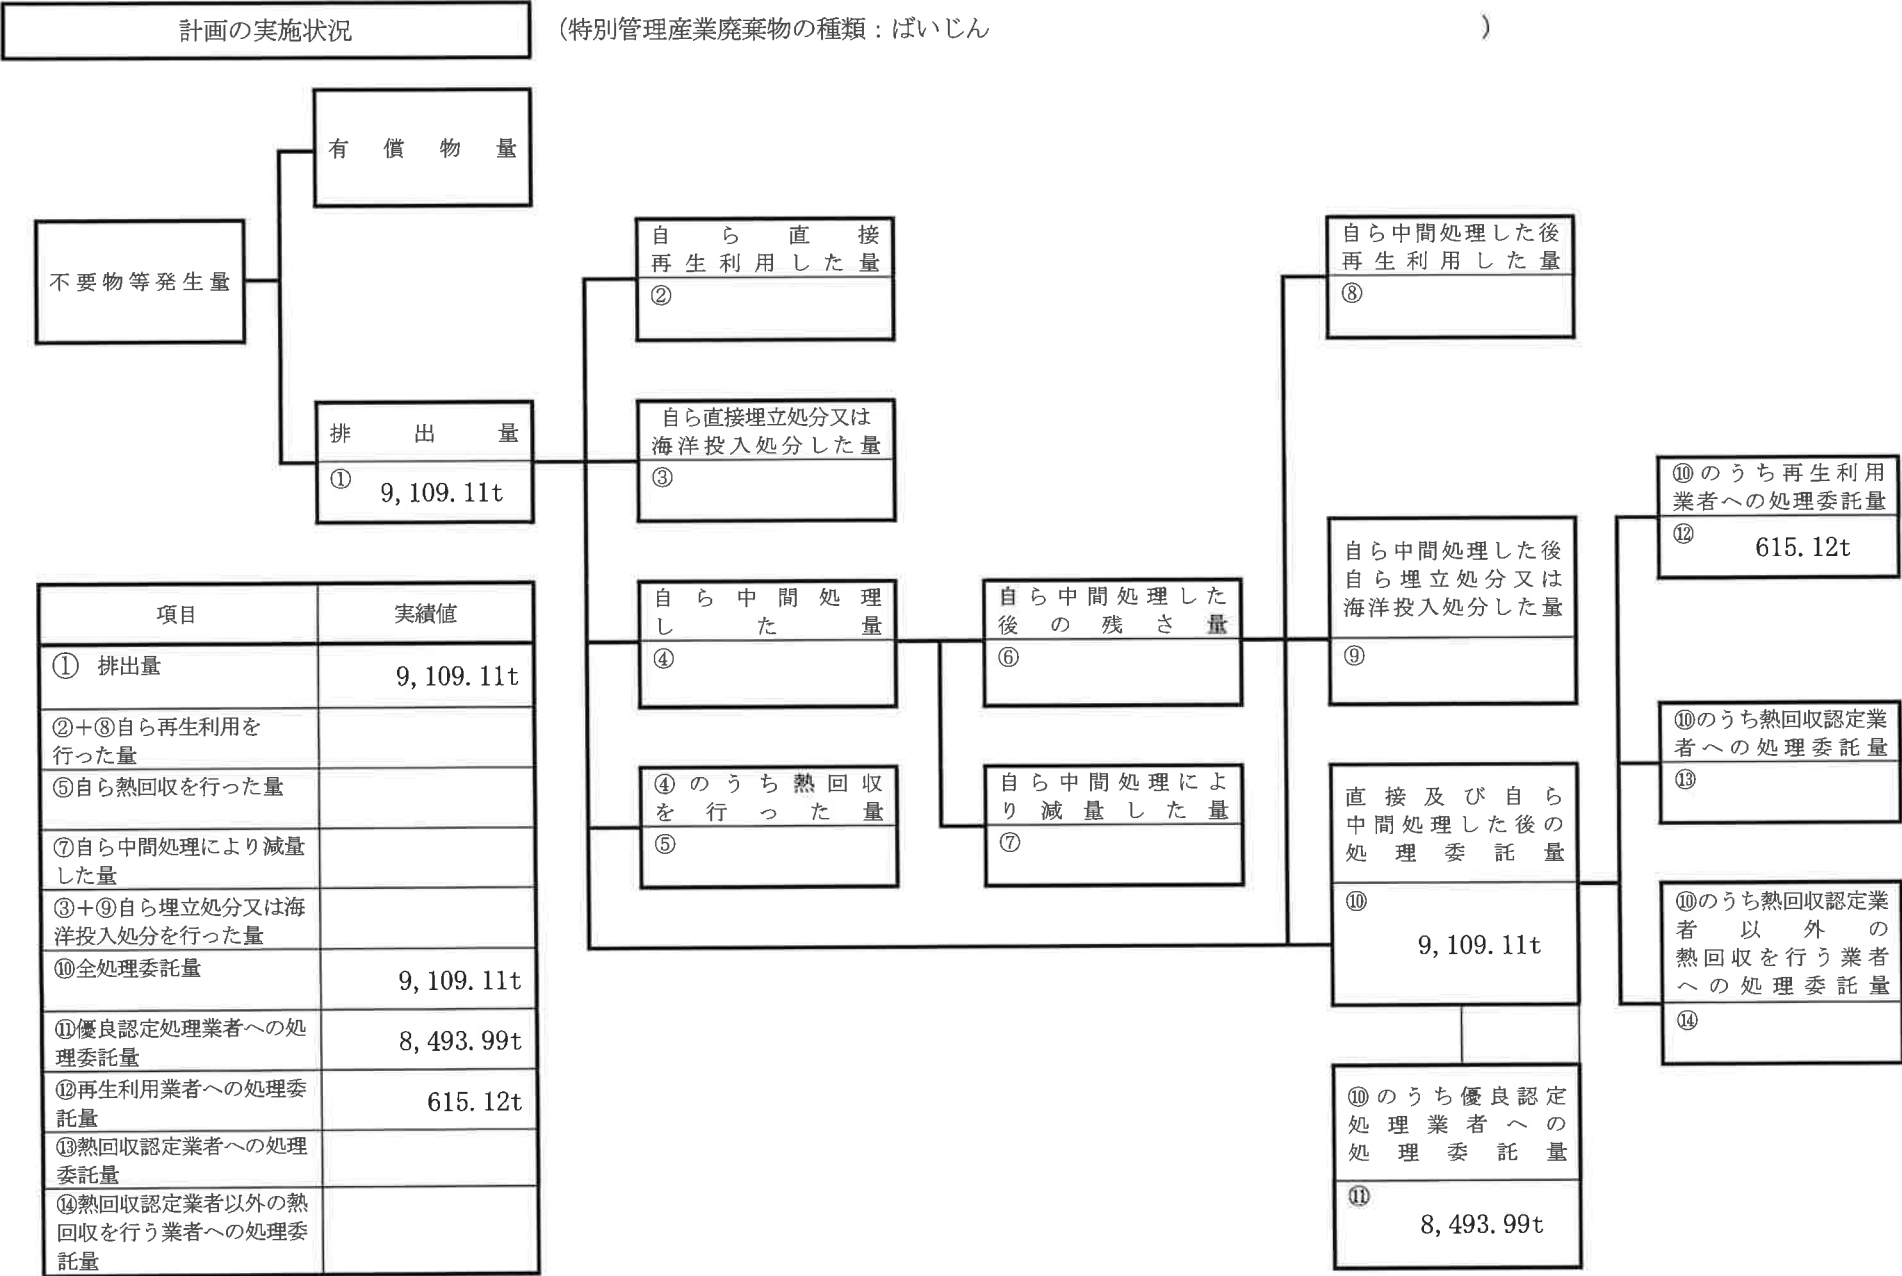 計画の実施状況
（特別管理産業廃棄物の種類：ばいじん　　　　　）
有償物量
不要物等発生量
排出量
①
9,109.11t
自ら直接
再生利用した量
②
自ら直接埋立処分又は
海洋投入処分した量
③
自ら中間処理
した量
④
④のうち熱回収
を行った量
⑤
自ら中間処理した
後の残さ量
⑥
自ら中間処理によ
り減量した量
⑦
自ら中間処理した後
再生利用した量
⑧
自ら中間処理した後
自ら埋立処分又は
海洋投入処分した量
⑨
直接及び自ら
中間処理した後の
処理委託量
⑩
9,109.11t
⑩のうち優良認定
処理業者への
処理委託量
⑪
8,493.99t
⑩のうち再生利用
業者への処理委託量
⑫
615.12t
⑩のうち熱回収認定業
者への処理委託量
⑬
⑩のうち熱回収認定業
者以外の
熱回収を行う業者
への処理委託量
⑭
項目 実績値
①　排出量 9,109.11t
②＋⑧自ら再生利用を
行った量
⑤自ら熱回収を行った量
⑦自ら中間処理により減量
した量
③＋⑨自ら埋立処分又は海
洋投入処分を行った量
⑩全処理委託量 9,109.11t
⑪優良認定処理業者への処
理委託量 8,493.99t
⑫再生利用業者への処理委
託量 615.12t
⑬熱回収認定業者への処理
委託量
⑭熱回収認定業者以外の熱
回収を行う業者への処理委
託量